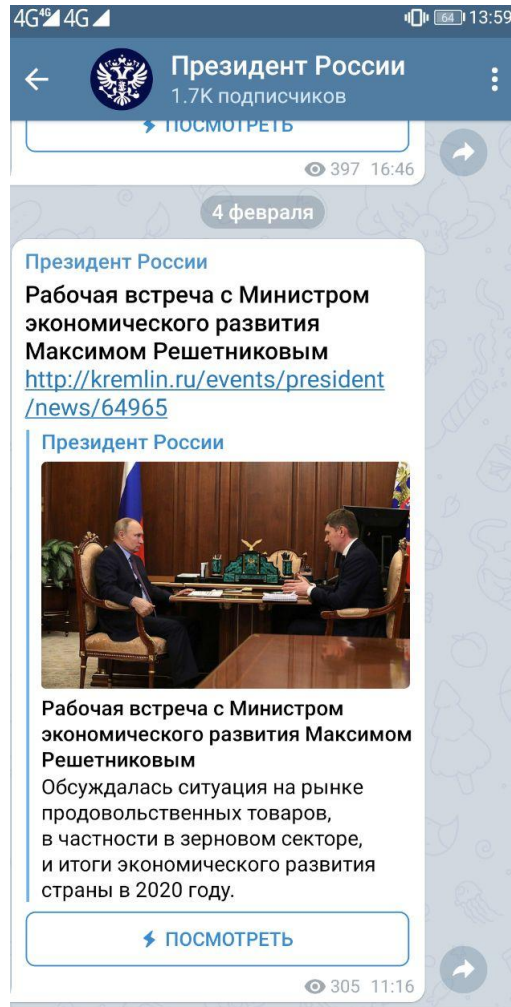 4G 4G 4G 64 13:59
Президент России
1.7K подписчиков
ПОСМОТРЕТЬ
397 16:46
4 февраля
Президент России
Рабочая встреча с Министром
экономического развития
Максимом Решетниковым
http://kremlin.ru/events/president
/news/64965
Президент России
Рабочая встреча с Министром
экономического развития Максимом
Решетниковым
Обсуждалась ситуация на рынке
продовольственных товаров,
в частности в зерновом секторе,
и итоги экономического развития
страны в 2020 году.
ПОСМОТРЕТЬ
305 11:16